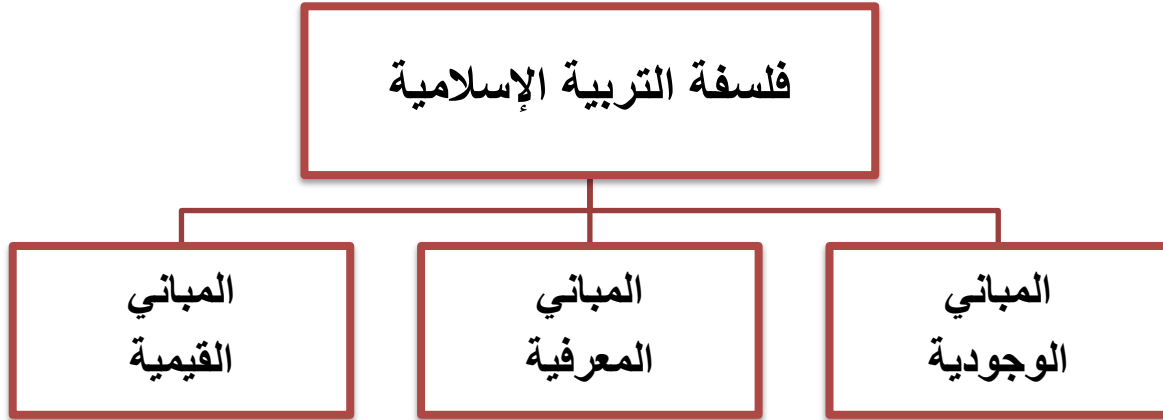 فلسفة التربية الإسلامية
المباني
الوجودية
المباني
المعرفية
المباني
القيمية